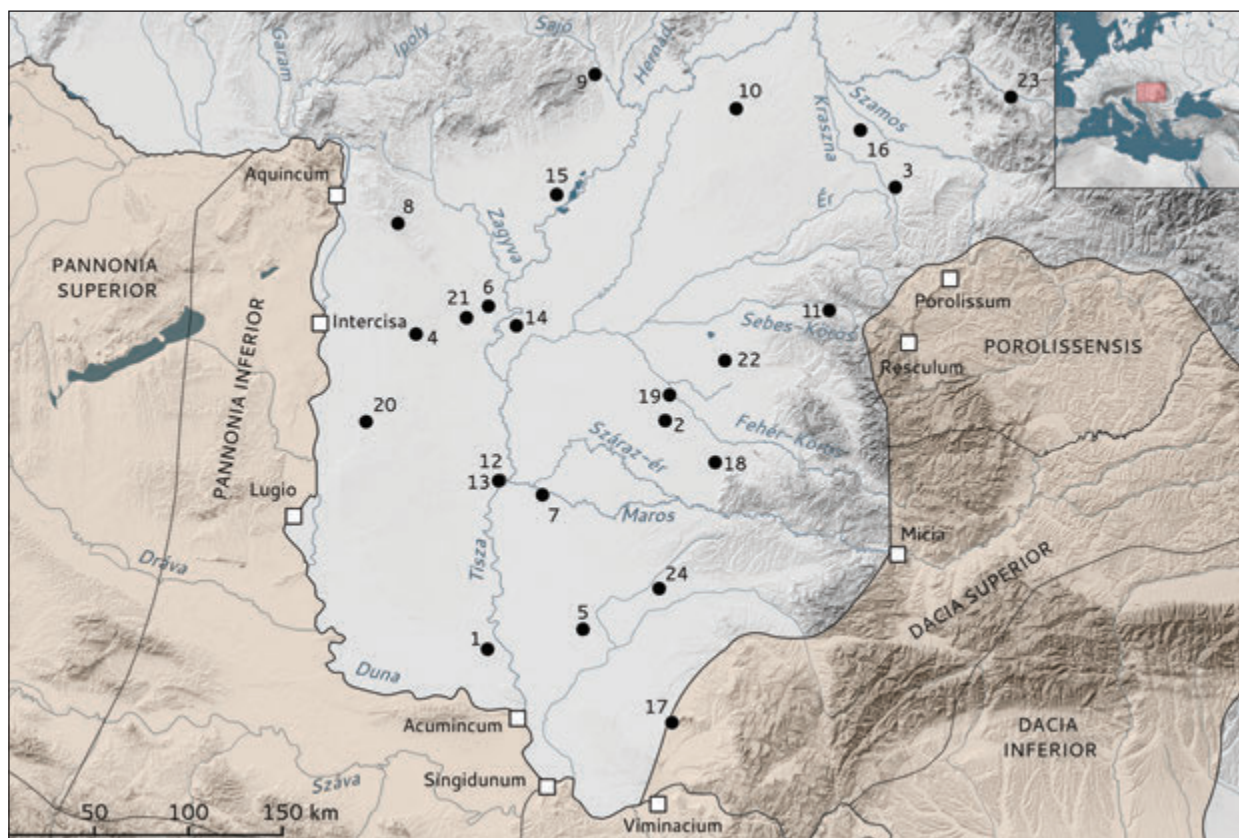 Garam
Ipoly
Sajó
Hernád
9
10
23
Kraszna
Szamos
16
3
Aquincum
15
8
Zagyva
Ér
PANNONIA
SUPERIOR
PANNONIA INFERIOR
Intercisa
21
6
4
14
11
Sebes-Körös
Porolissum
POROLISSENSIS
Resculum
22
19
2
20
Fehér-Körös
Száraz-ér
18
12
13
7
Maros
Lugio
Dráva
Tisza
Micia
DACIA SUPERIOR
24
5
1
Duna
17
Acumincum
DACIA
INFERIOR
Száva
Singidunum
Viminacium
50 100 150 km